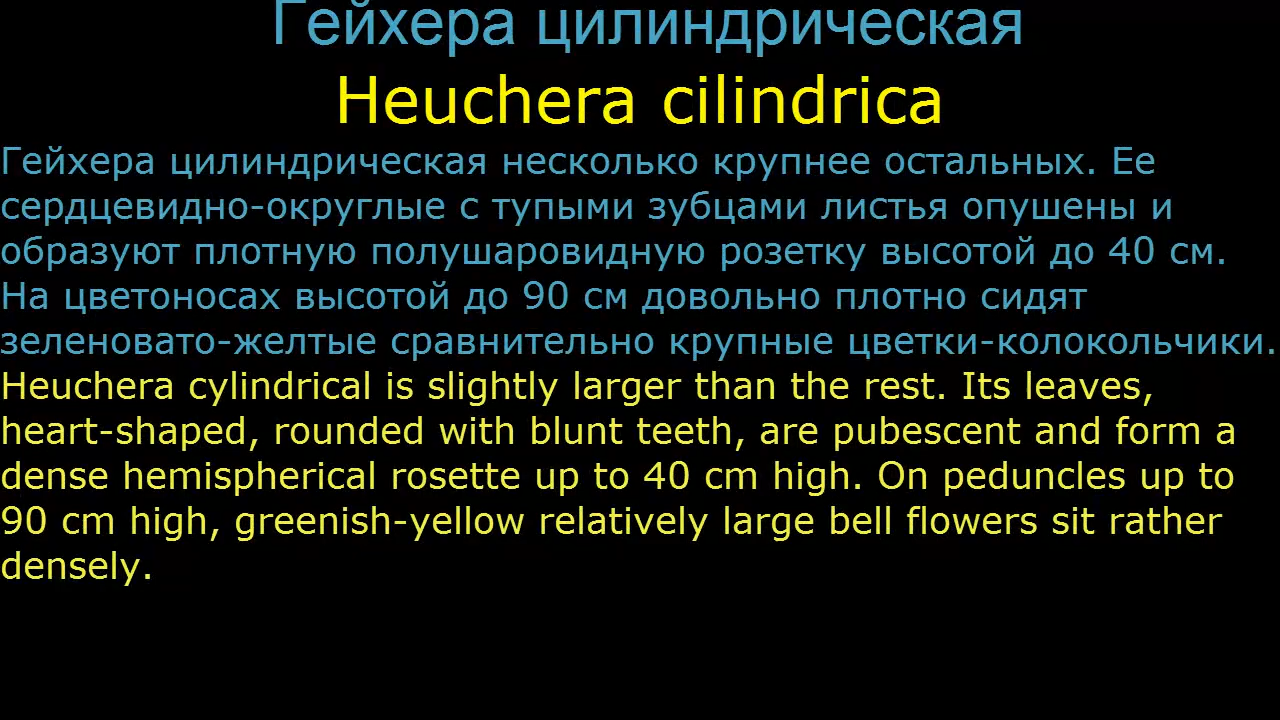 Гейхера цилиндрическая
Heuchera cilindrica
Гейхера цилиндрическая несколько крупнее остальных. Ее
сердцевидно-округлые с тупыми зубцами листья опушены и
образуют плотную полушаровидную розетку высотой до 40 см.
На цветоносах высотой до 90 см довольно плотно сидят
зеленовато-желтые сравнительно крупные цветки-колокольчики.
Heuchera cylindrical is slightly larger than the rest. Its leaves,
heart-shaped, rounded with blunt teeth, are pubescent and form a
dense hemispherical rosette up to 40 cm high. On peduncles up to
90 cm high, greenish-yellow relatively large bell flowers sit rather
densely.